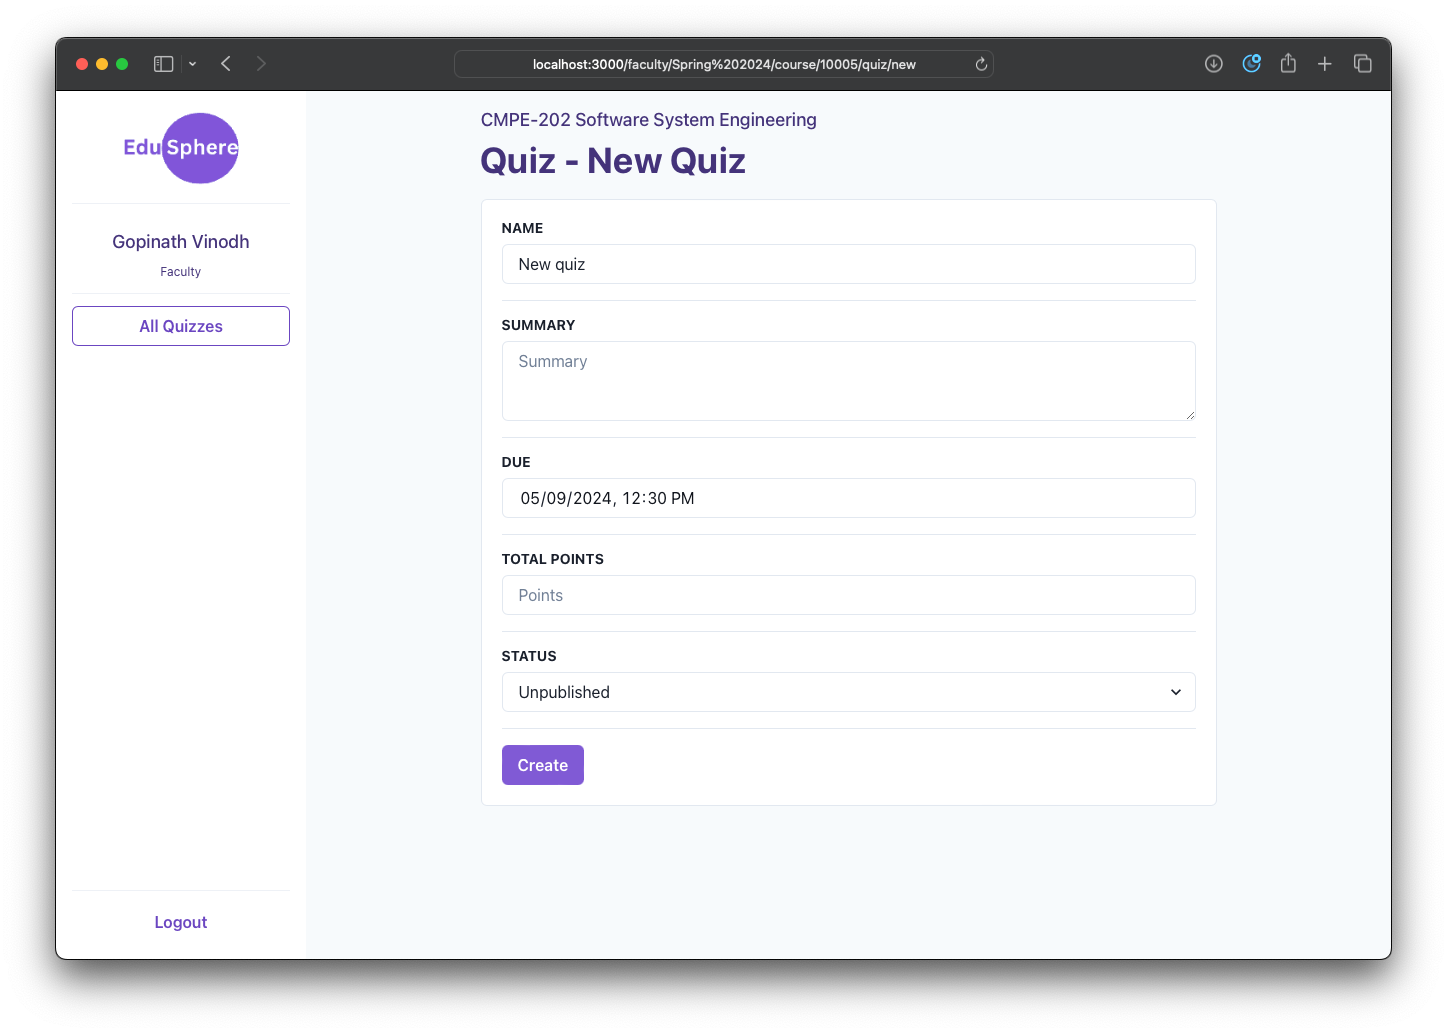 localhost:3000/faculty/Spring%202024/course/10005/quiz/new
EduSphere
Gopinath Vinodh
Faculty
All Quizzes
Logout
CMPE-202 Software System Engineering
Quiz - New Quiz
NAME
New quiz
SUMMARY
Summary
DUE
05/09/2024, 12:30 PM
TOTAL POINTS
Points
STATUS
Unpublished
Create